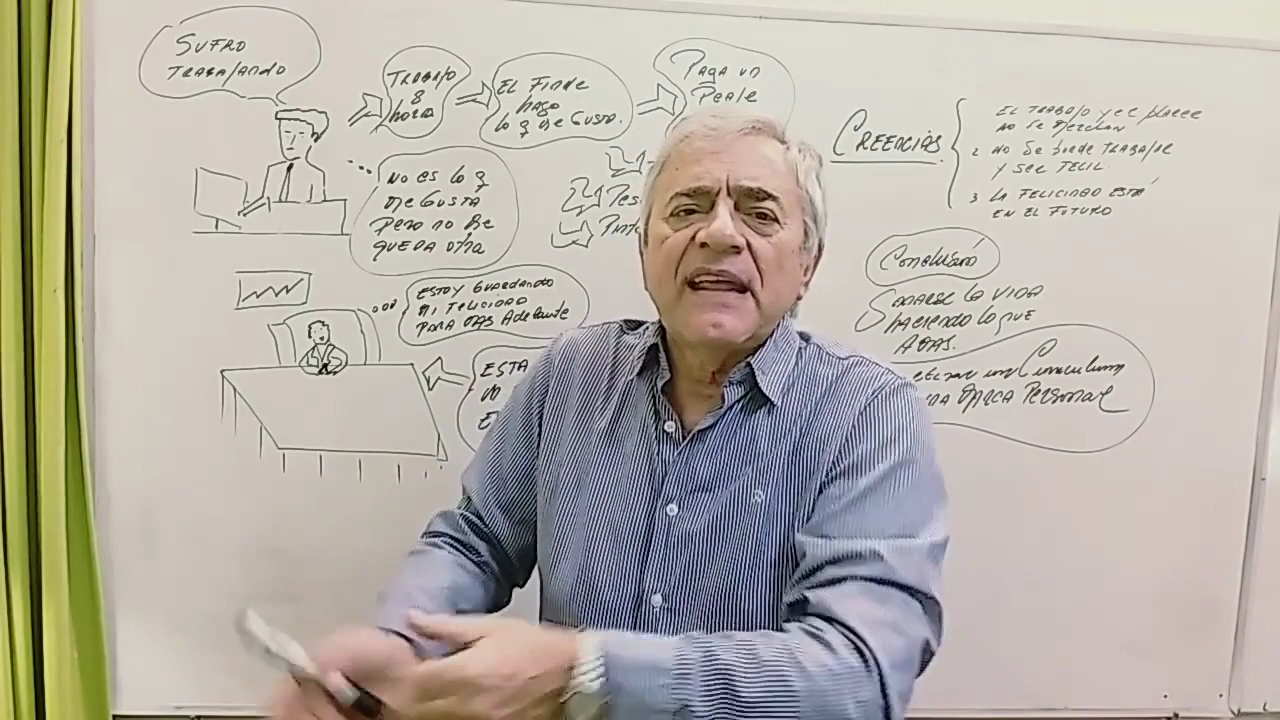 SUFRO
TRABAJANDO
TRABAJO
8
horas
EL FINDE
hago
lo q me GUSTA.
PAGA un
PEAJE
NO es lo q
me GUSTA
pero no me
queda otra
ESTOY GUARDANDO
MI FELICIDAD
PARA MAS Adelante
ESTA
CREENCIAS
EL TRABAJO y el placer
NO SE MEZCLAN
2. NO Se puede TRABAJAR
y ser FELIZ.
3 LA FELICIDAD ESTÁ
EN EL FUTURO
Conclusión
GANARSE LA VIDA
haciendo lo que
AMAS.
un Curriculum
MARCA Personal